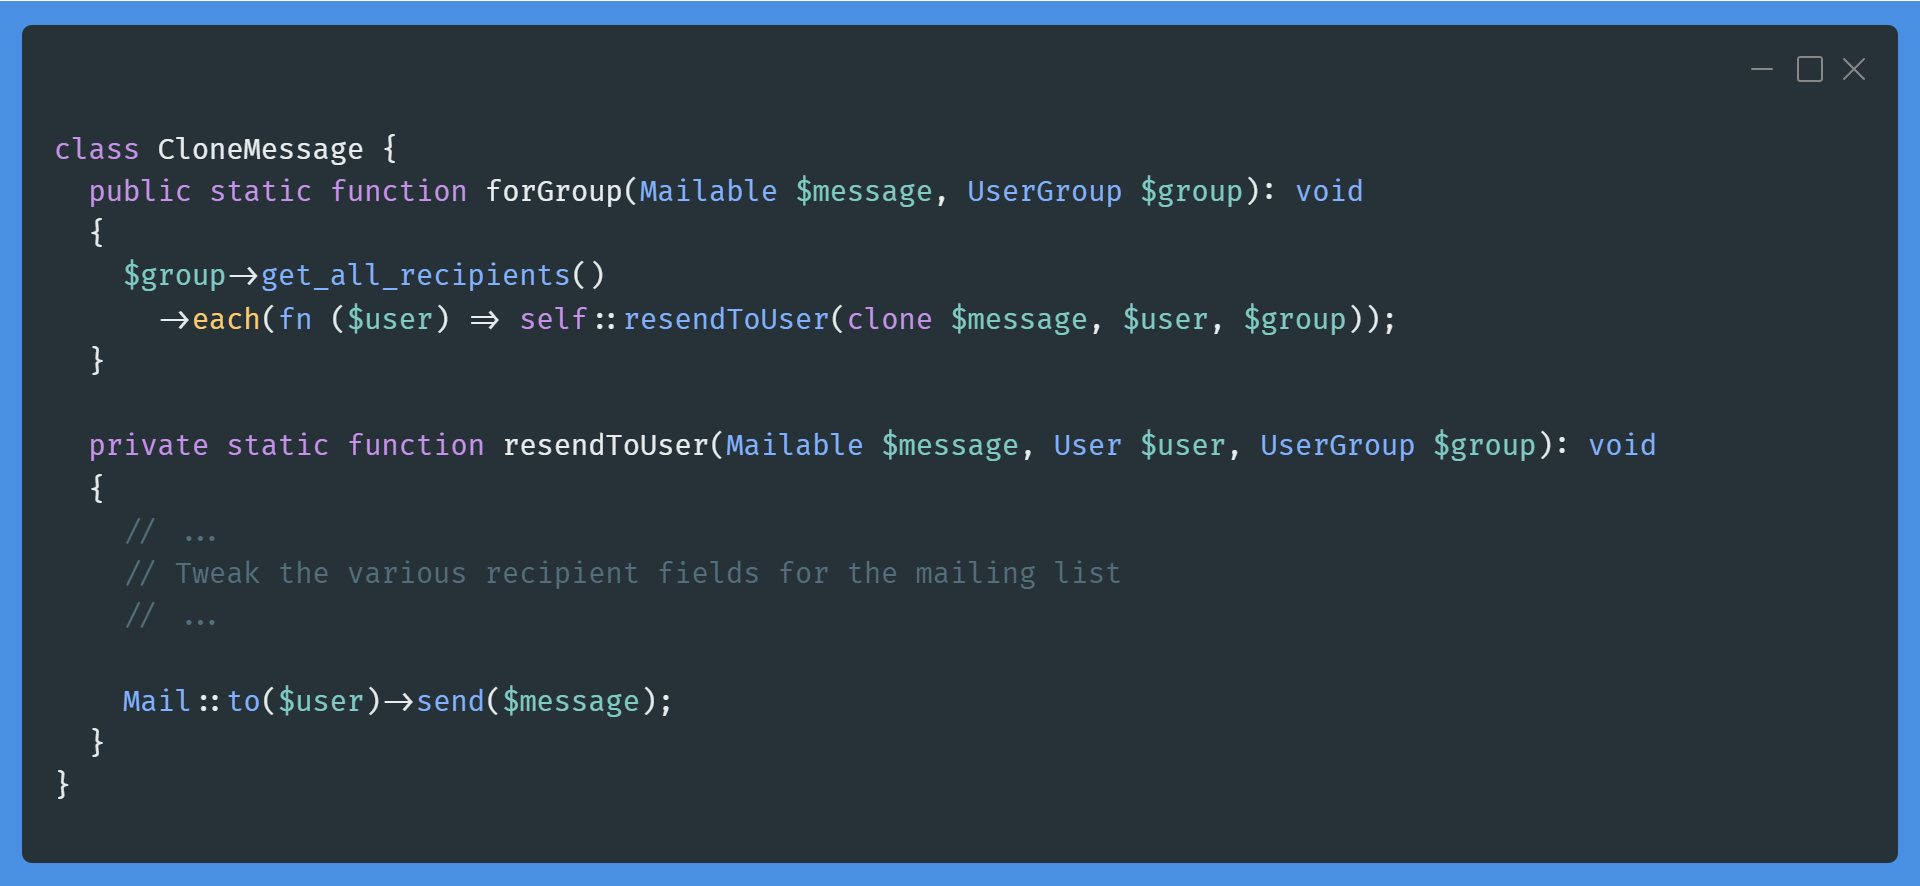 class CloneMessage {
  public static function forGroup(Mailable $message, UserGroup $group): void
  {
    $group->get_all_recipients()
      ->each(fn ($user) => self::resendToUser(clone $message, $user, $group));
  }

  private static function resendToUser(Mailable $message, User $user, UserGroup $group): void
  {
    // ...
    // Tweak the various recipient fields for the mailing list
    // ...

    Mail::to($user)->send($message);
  }
}